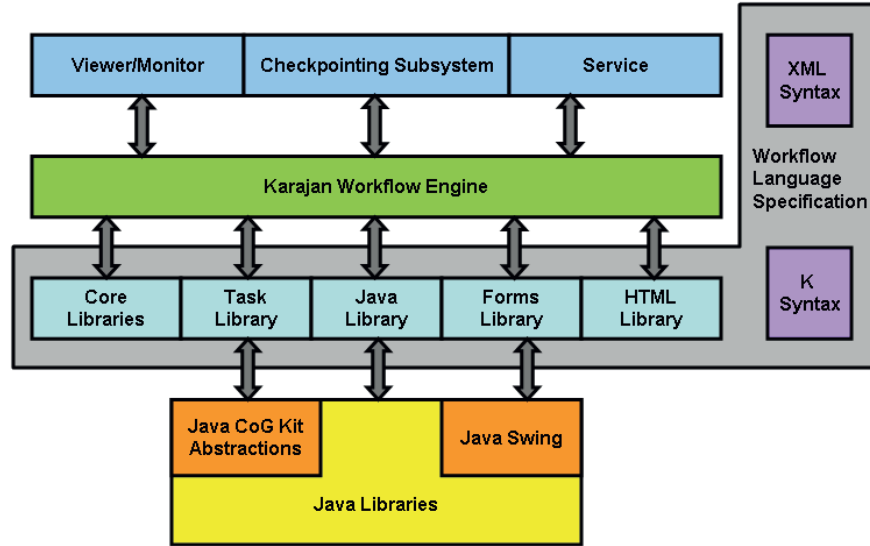 Viewer/Monitor
Checkpointing Subsystem
Service
XML
Syntax
Karajan Workflow Engine
Workflow
Language
Specification
Core
Libraries
Task
Library
Java
Library
Forms
Library
HTML
Library
K
Syntax
Java CoG Kit
Abstractions
Java Swing
Java Libraries